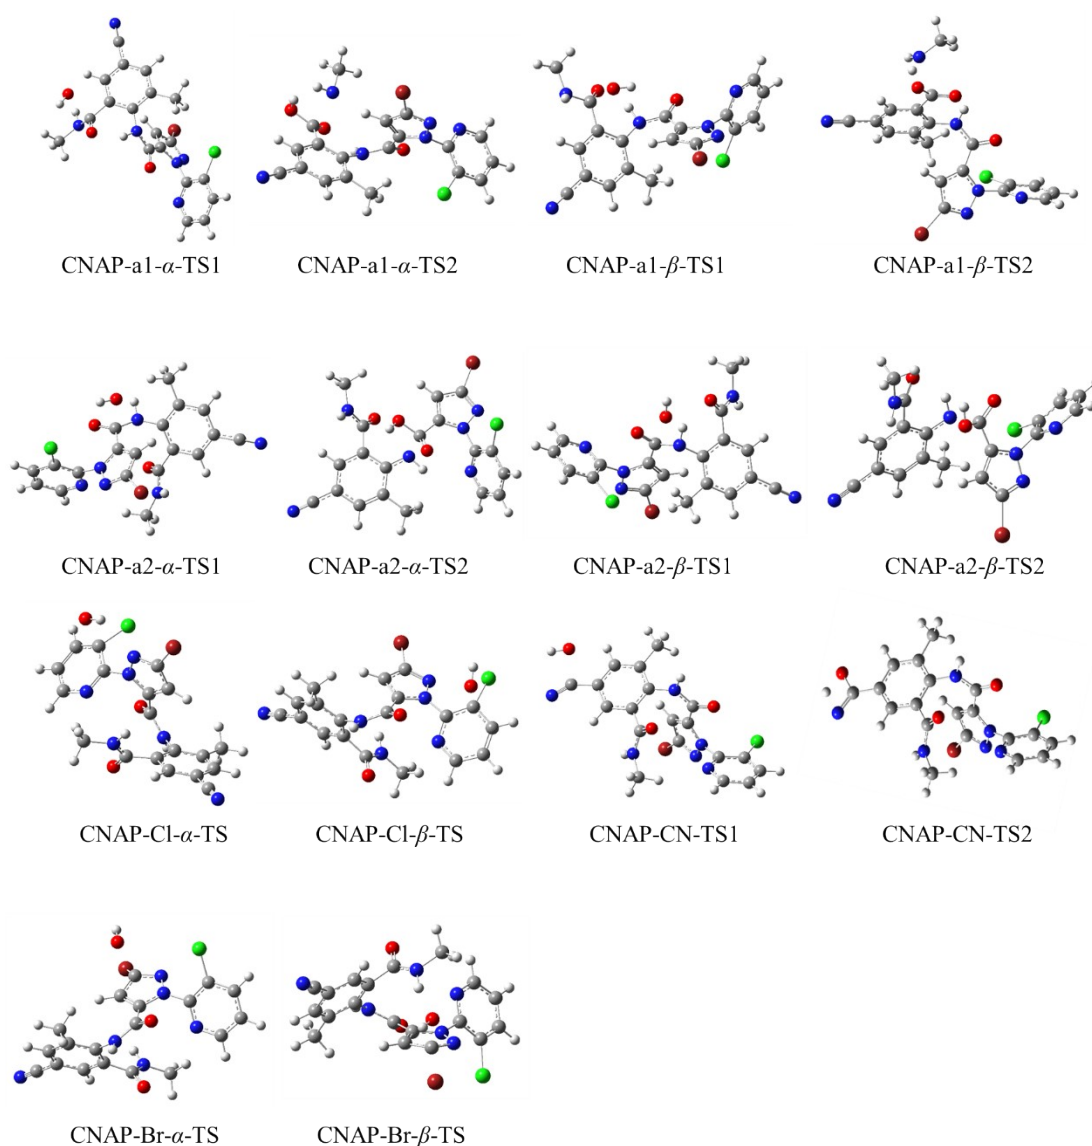 CNAP-a1-α-TS1 CNAP-a1-α-TS2 CNAP-a1-β-TS1 CNAP-a1-β-TS2
CNAP-a2-α-TS1 CNAP-a2-α-TS2 CNAP-a2-β-TS1 CNAP-a2-β-TS2
CNAP-Cl-α-TS CNAP-Cl-β-TS CNAP-CN-TS1 CNAP-CN-TS2
CNAP-Br-α-TS CNAP-Br-β-TS